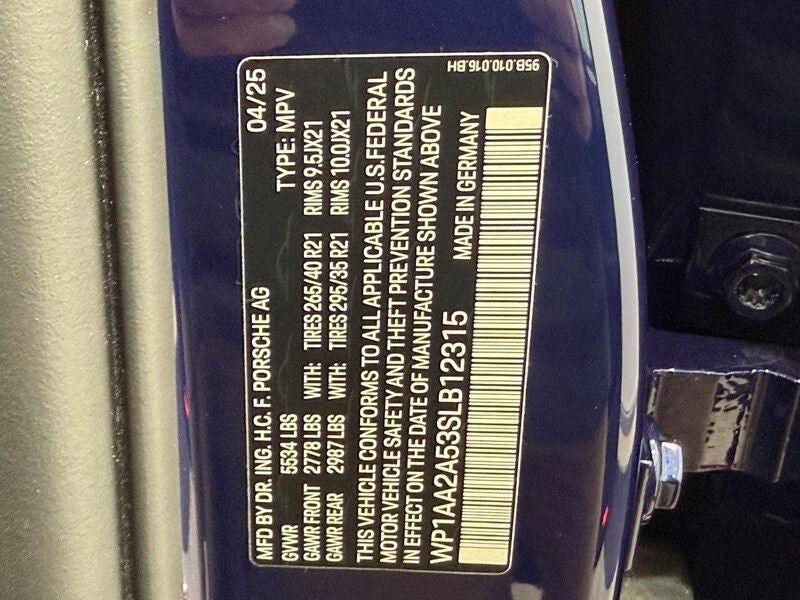 MFD BY DR. ING. H.C. F. PORSCHE AG 04/25
GVWR 5534 LBS TYPE: MPV
GAWR FRONT 2778 LBS WITH: TIRES 265/40 R21 RIMS 9.5JX21
GAWR REAR 2987 LBS WITH: TIRES 295/35 R21 RIMS 10.0JX21
THIS VEHICLE CONFORMS TO ALL APPLICABLE U.S. FEDERAL
MOTOR VEHICLE SAFETY AND THEFT PREVENTION STANDARDS
IN EFFECT ON THE DATE OF MANUFACTURE SHOWN ABOVE
WP1AA2A53SLB12315 MADE IN GERMANY
95B.010.016.BH